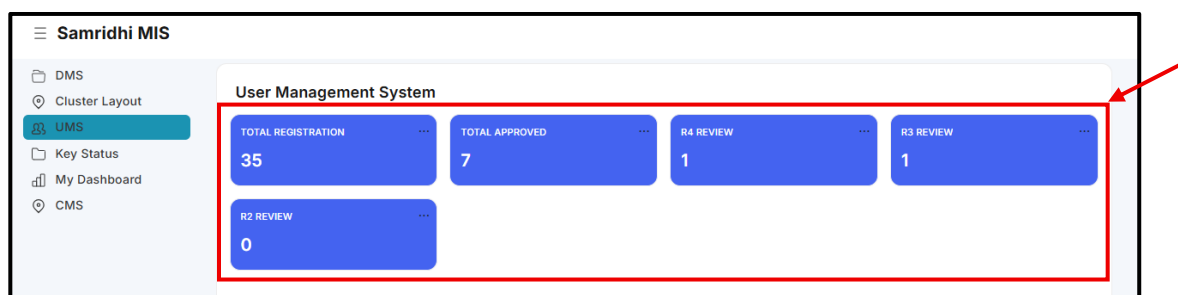 Samridhi MIS
DMS
Cluster Layout
UMS
Key Status
My Dashboard
CMS
User Management System
TOTAL REGISTRATION
35
TOTAL APPROVED
7
R4 REVIEW
1
R3 REVIEW
1
R2 REVIEW
0